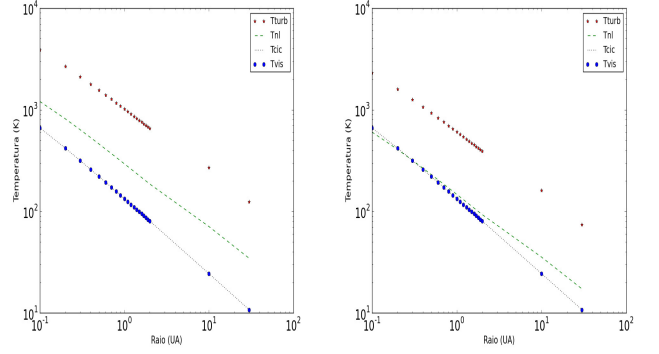 10^4
10^3
10^2
10^1
Temperatura (K)
10^-1
10^0
10^1
10^2
Raio (UA)
Tturb
Tnl
Tcic
Tvis
10^4
10^3
10^2
10^1
Temperatura (K)
10^-1
10^0
10^1
10^2
Raio (UA)
Tturb
Tnl
Tcic
Tvis